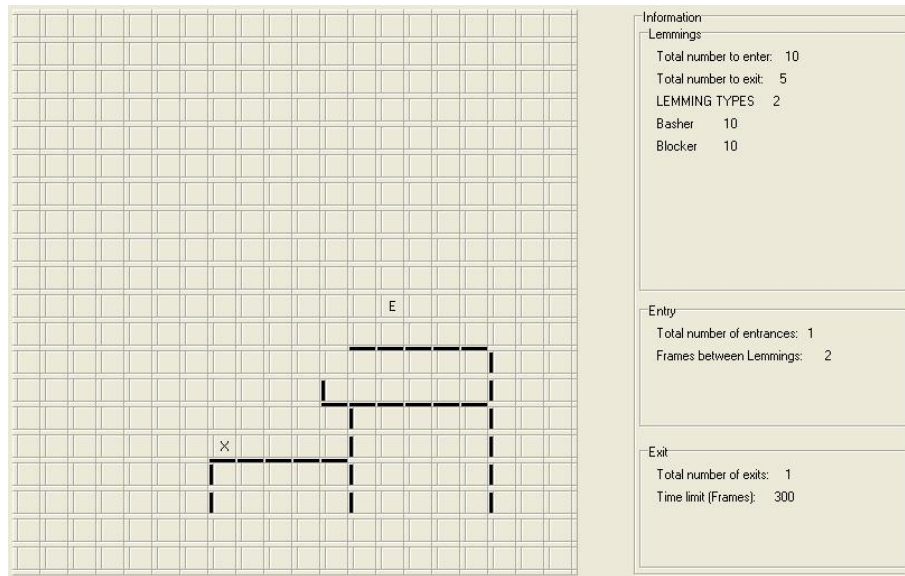 Information
Lemmings
Total number to enter: 10
Total number to exit: 5
LEMMING TYPES 2
Basher 10
Blocker 10
E
Entry
Total number of entrances: 1
Frames between Lemmings: 2
X
Exit
Total number of exits: 1
Time limit (Frames): 300